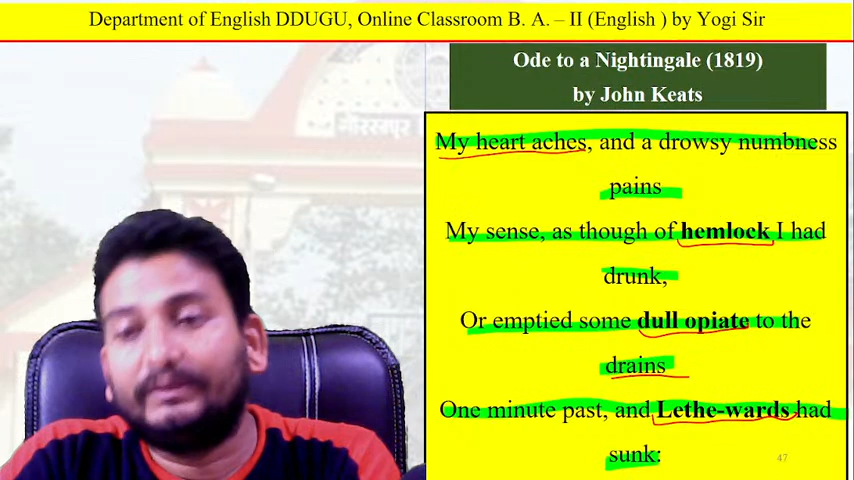 Department of English DDUGU, Online Classroom B. A. – II (English ) by Yogi Sir
Ode to a Nightingale (1819)
by John Keats
My heart aches, and a drowsy numbness
pains
My sense, as though of hemlock I had
drunk,
Or emptied some dull opiate to the
drains
One minute past, and Lethe-wards had
sunk:
47